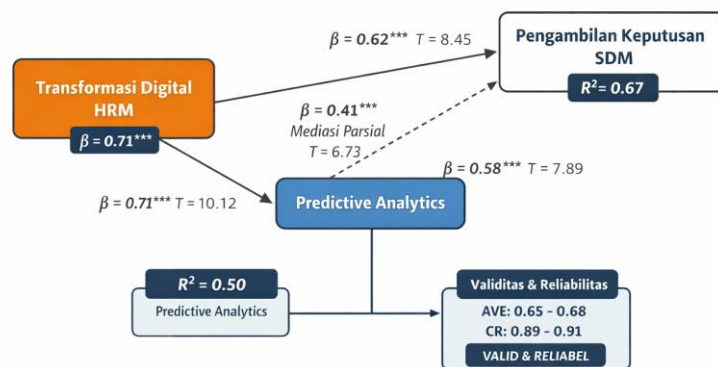 β = 0.62*** T = 8.45
Pengambilan Keputusan
SDM
R² = 0.67
Transformasi Digital
HRM
β = 0.71***
β = 0.41***
Mediasi Parsial
T = 6.73
β = 0.58*** T = 7.89
β = 0.71*** T = 10.12
Predictive Analytics
R² = 0.50
Predictive Analytics
Validitas & Reliabilitas
AVE: 0.65 - 0.68
CR: 0.89 - 0.91
VALID & RELIABEL